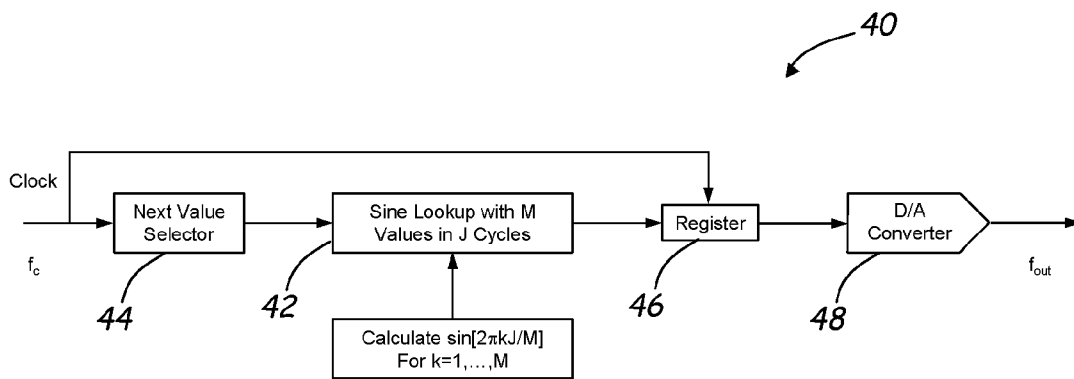 40
Clock
f_c
Next Value
Selector
44
Sine Lookup with M
Values in J Cycles
42
Calculate sin[2πkJ/M]
For k=1,...,M
Register
46
D/A
Converter
48
f_out